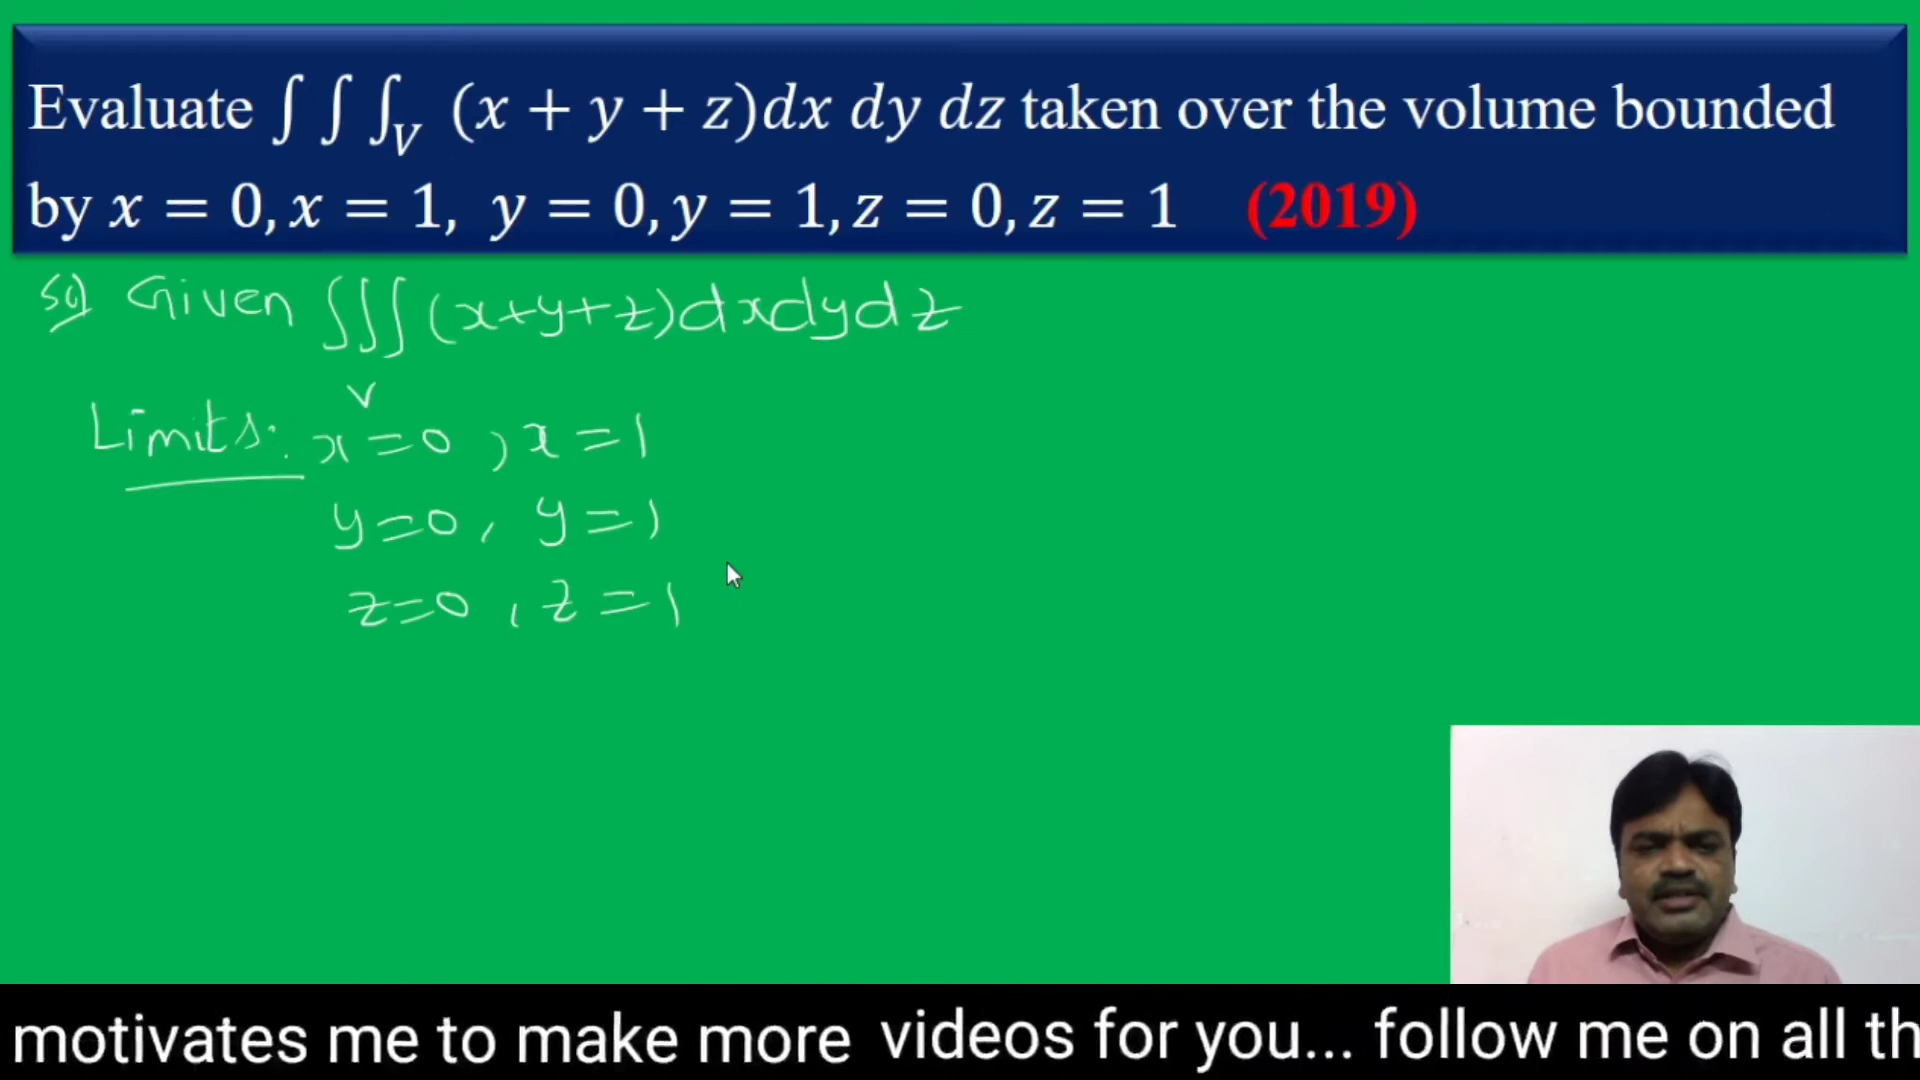 Evaluate ∫ ∫ ∫_V (x + y + z)dx dy dz taken over the volume bounded
by x = 0, x = 1, y = 0, y = 1, z = 0, z = 1 (2019)
Sol Given ∫∫∫ (x+y+z)dxdydz
V
Limits: x=0, x=1
y=0, y=1
z=0, z=1
motivates me to make more videos for you... follow me on all th